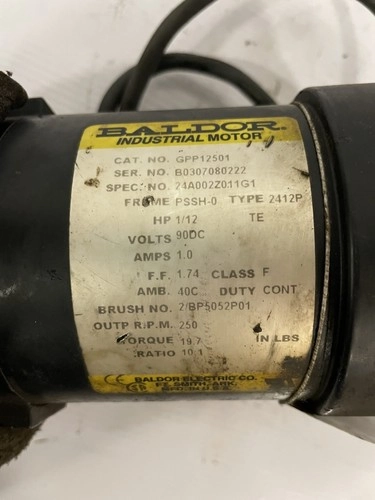 BALDOR
INDUSTRIAL MOTOR
CAT. NO. GPP12501
SER. NO. B0307080222
SPEC. NO. 24A002Z011G1
FRAME PSSH-0 TYPE 2412P
HP 1/12 TE
VOLTS 90DC
AMPS 1.0
F.F. 1.74 CLASS F
AMB. 40C DUTY CONT
BRUSH NO. 2/BP5052P01
OUTP R.P.M. 250
TORQUE 19.7 IN LBS
RATIO 10.1
CE BALDOR ELECTRIC CO.
FT. SMITH, ARK.